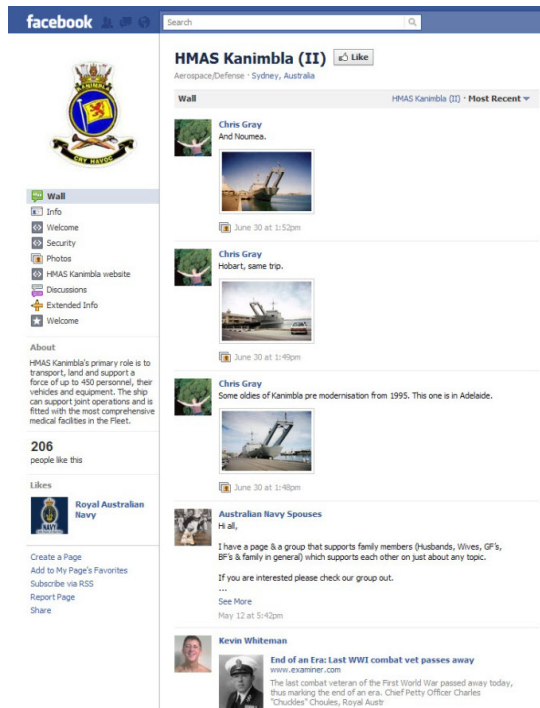 facebook
Search
HMAS Kanimbla (II) Like
Aerospace/Defense · Sydney, Australia
Wall
HMAS Kanimbla (II) · Most Recent
KANIMBLA
CRY HAVOC
Wall
Info
Welcome
Security
Photos
HMAS Kanimbla website
Discussions
Extended Info
Welcome
About
HMAS Kanimbla's primary role is to
transport, land and support a
force of up to 450 personnel, their
vehicles and equipment. The ship
can support joint operations and is
fitted with the most comprehensive
medical facilities in the Fleet.
206
people like this
Likes
NAVY
Royal Australian
Navy
Create a Page
Add to My Page's Favorites
Subscribe via RSS
Report Page
Share
Chris Gray
And Noumea.
June 30 at 1:52pm
Chris Gray
Hobart, same trip.
June 30 at 1:49pm
Chris Gray
Some oldies of Kanimbla pre modernisation from 1995. This one is in Adelaide.
June 30 at 1:48pm
Australian Navy Spouses
Hi all,
I have a page & a group that supports family members (Husbands, Wives, GF's,
BF's & family in general) which supports each other on just about any topic.
If you are interested please check our group out.
...
See More
May 12 at 5:42pm
Kevin Whiteman
End of an Era: Last WWI combat vet passes away
www.examiner.com
The last combat veteran of the First World War passed away today,
thus marking the end of an era. Chief Petty Officer Charles
"Chuckles" Choules, Royal Austr